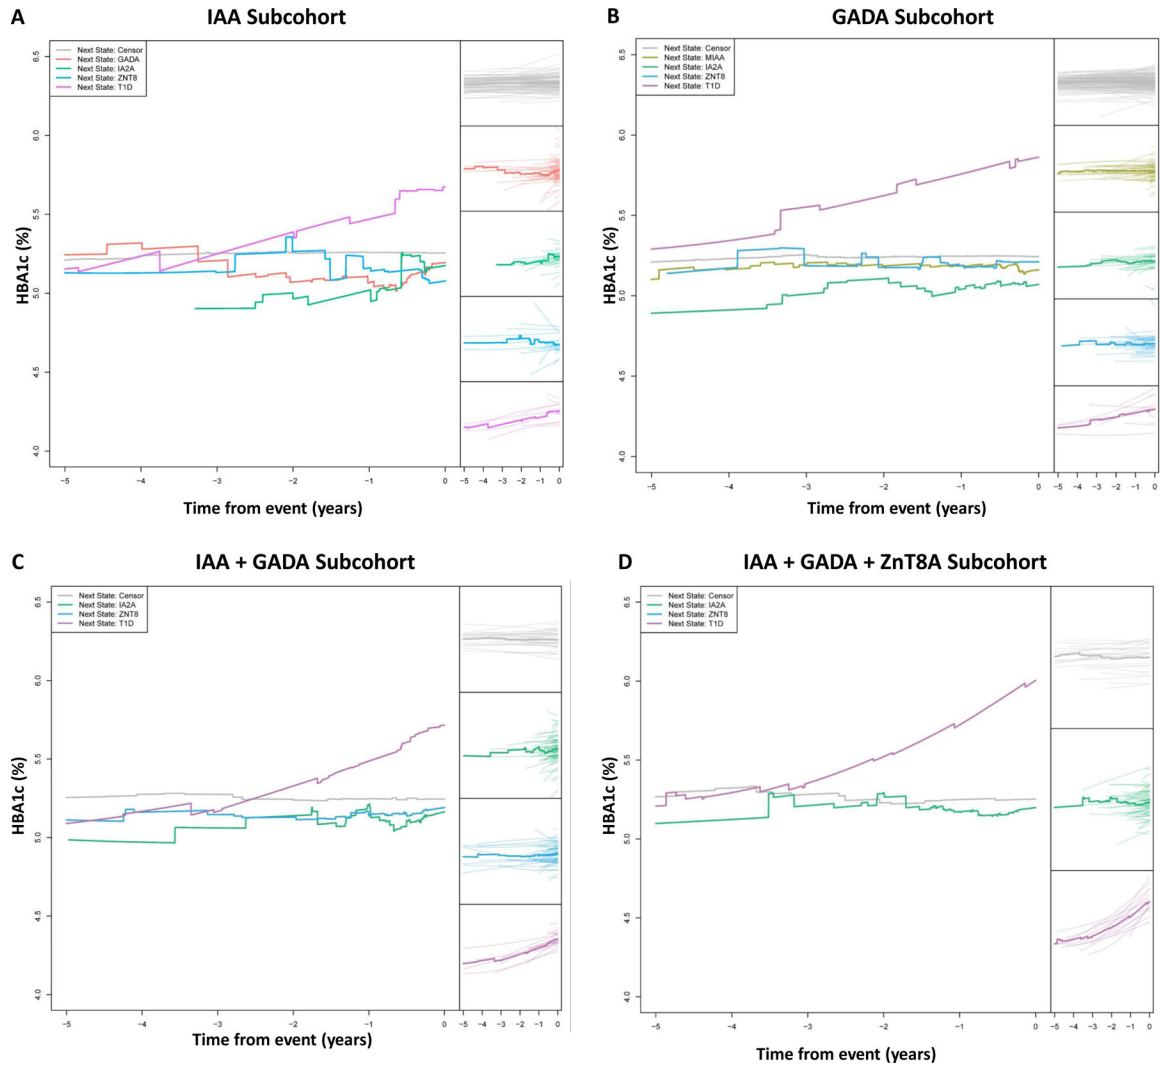 A
IAA Subcohort
Next State: Censor
Next State: GADA
Next State: IA2A
Next State: ZNT8
Next State: T1D
HBA1c (%)
6.5
6.0
5.5
5.0
4.5
4.0
−5 −4 −3 −2 −1 0
−5 −4 −3 −2 −1 0
Time from event (years)
B
GADA Subcohort
Next State: Censor
Next State: MIAA
Next State: IA2A
Next State: ZNT8
Next State: T1D
HBA1c (%)
6.5
6.0
5.5
5.0
4.5
4.0
−5 −4 −3 −2 −1 0
−5 −4 −3 −2 −1 0
Time from event (years)
C
IAA + GADA Subcohort
Next State: Censor
Next State: IA2A
Next State: ZNT8
Next State: T1D
HBA1c (%)
6.5
6.0
5.5
5.0
4.5
4.0
−5 −4 −3 −2 −1 0
−5 −4 −3 −2 −1 0
Time from event (years)
D
IAA + GADA + ZnT8A Subcohort
Next State: Censor
Next State: IA2A
Next State: ZNT8
Next State: T1D
HBA1c (%)
6.5
6.0
5.5
5.0
4.5
4.0
−5 −4 −3 −2 −1 0
−5 −4 −3 −2 −1 0
Time from event (years)